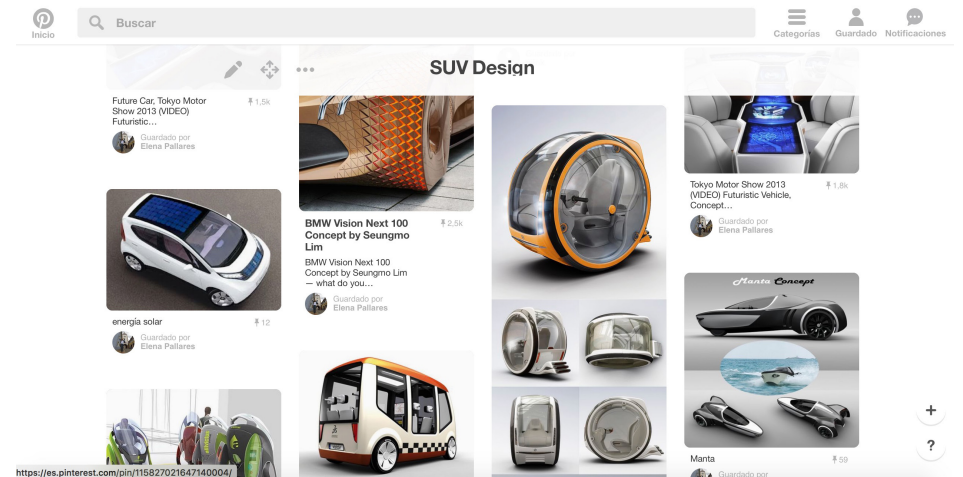 Buscar
Inicio
Categorías
Guardado
Notificaciones
SUV Design
Future Car, Tokyo Motor
Show 2013 (VIDEO)
Futuristic…
1,5k
Guardado por
Elena Pallares
energía solar
12
Guardado por
Elena Pallares
BMW Vision Next 100
Concept by Seungmo
Lim
2,5k
BMW Vision Next 100
Concept by Seungmo Lim
— what do you…
Guardado por
Elena Pallares
Tokyo Motor Show 2013
(VIDEO) Futuristic Vehicle,
Concept…
1,8k
Guardado por
Elena Pallares
Manta Concept
Manta
59
Guardado por
+
?
https://es.pinterest.com/pin/115827021647140004/